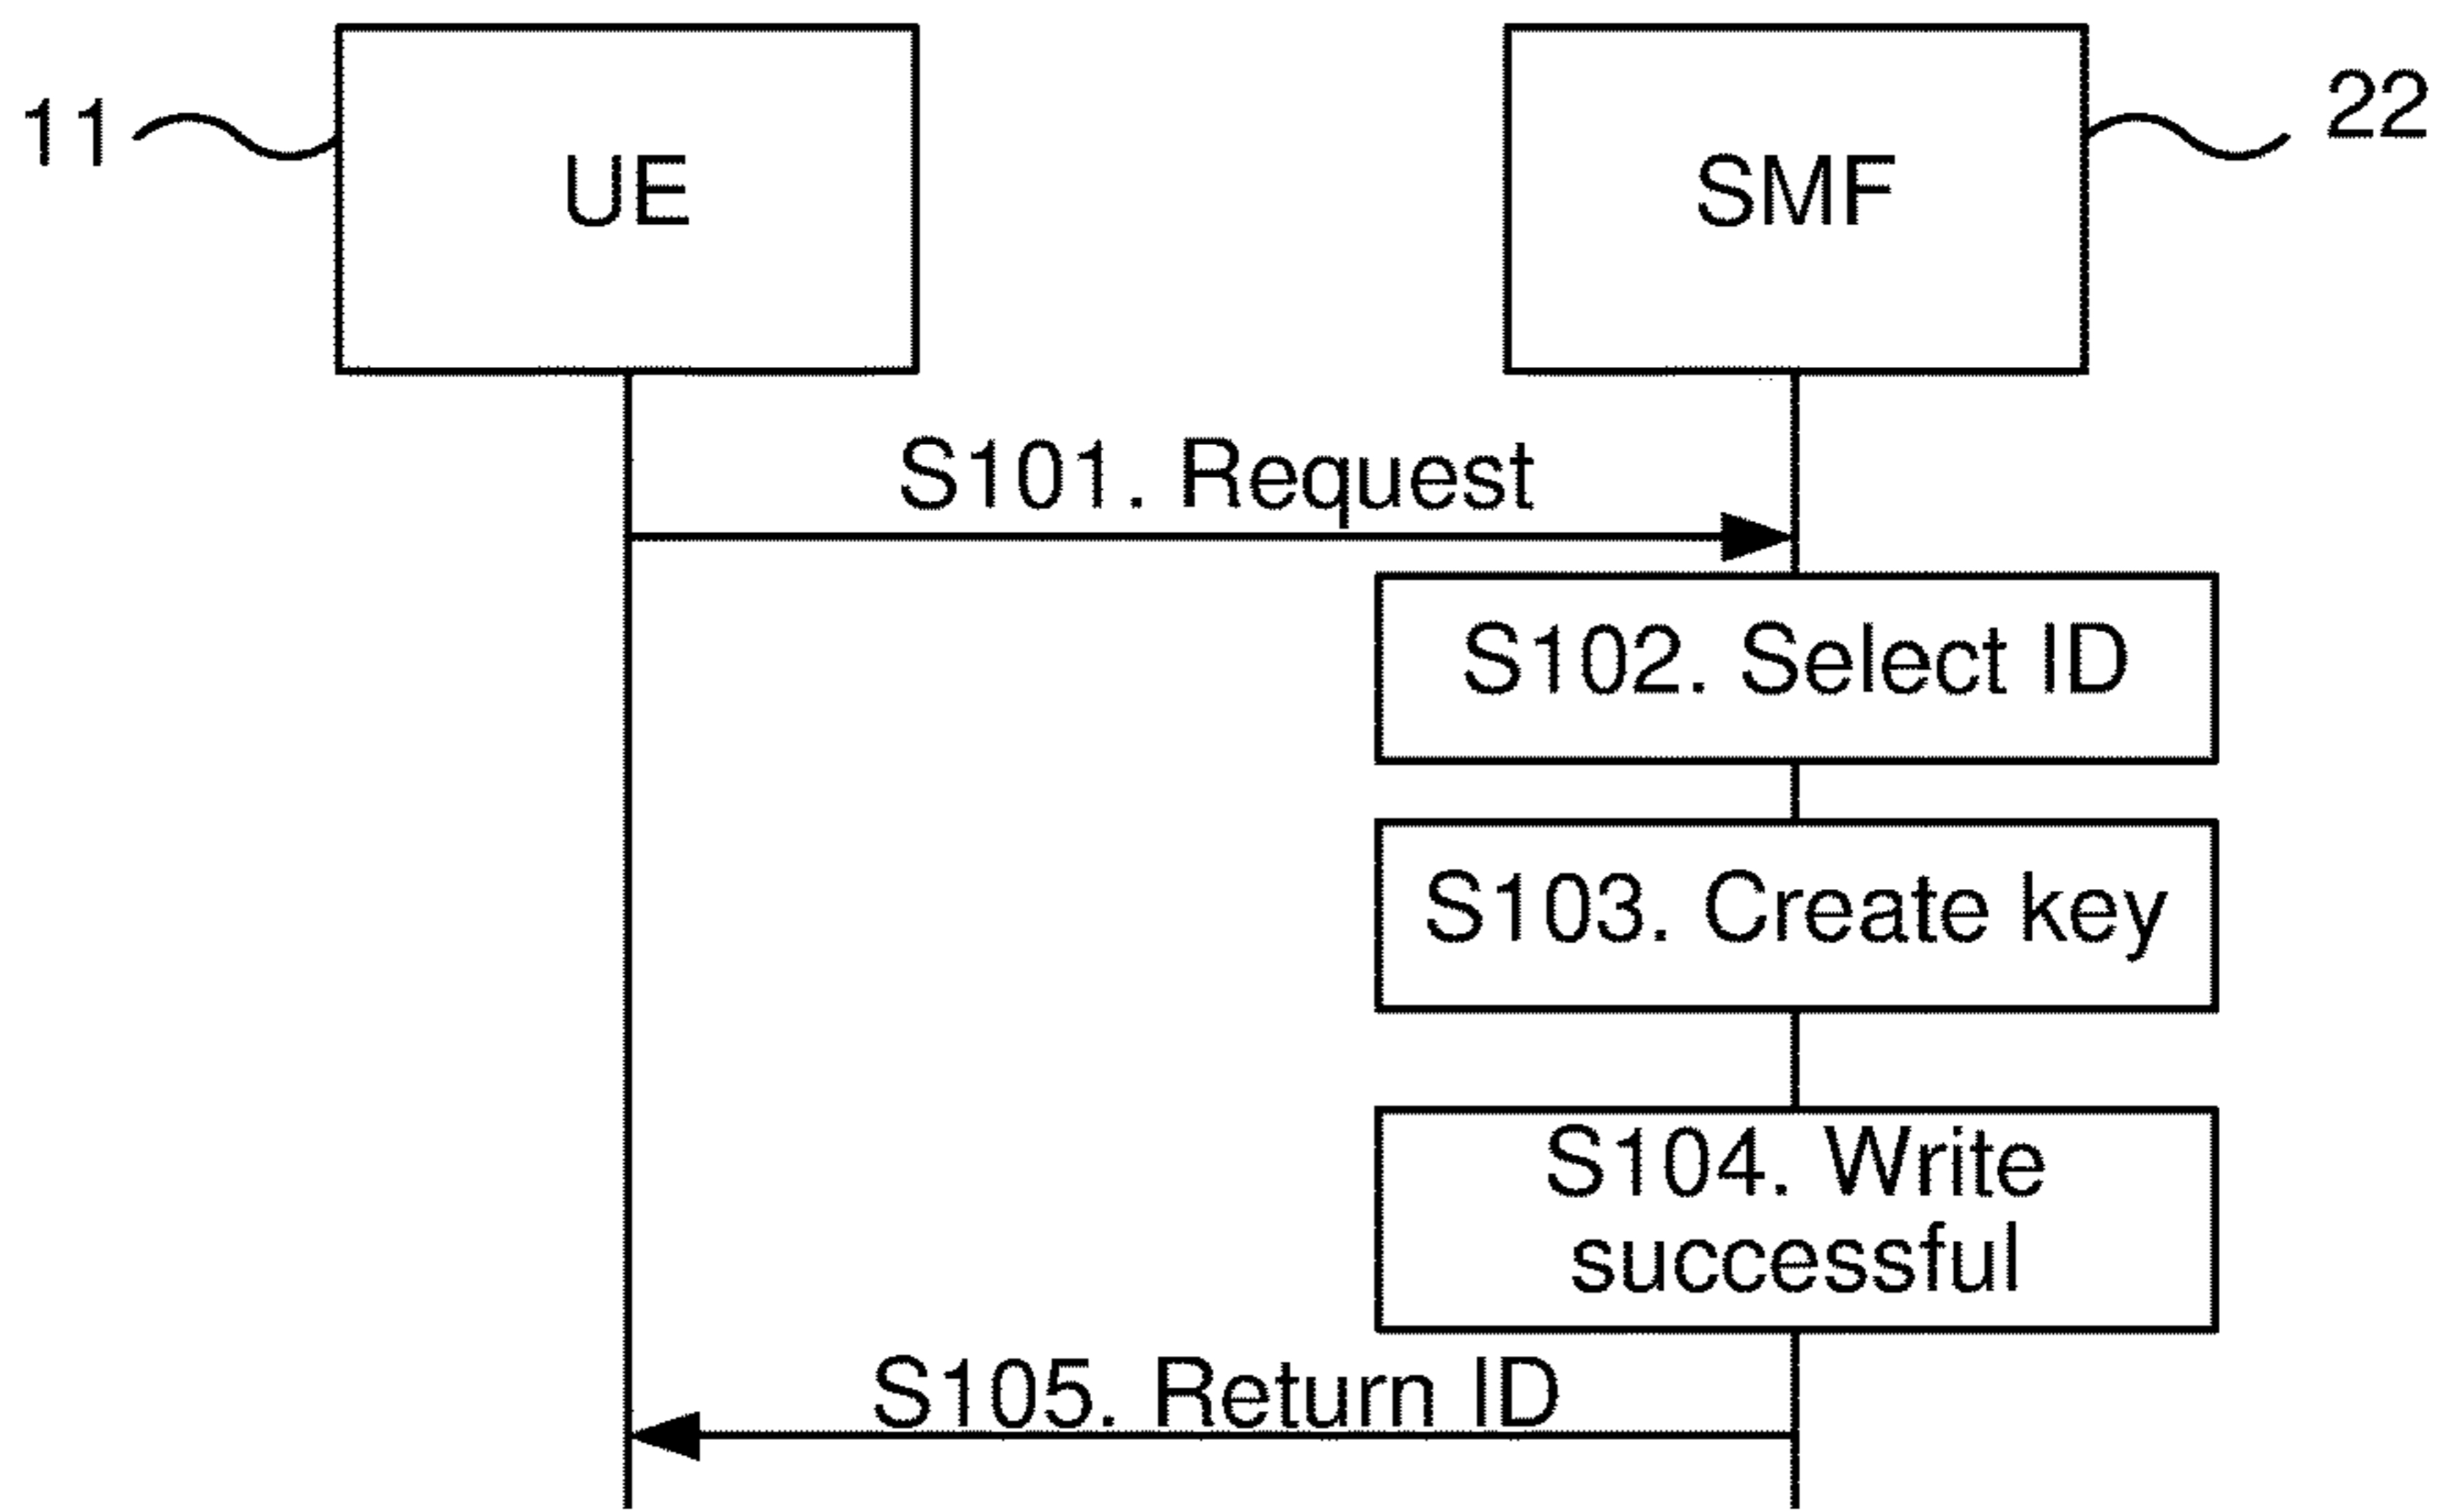 11
UE
SMF
22
S101. Request
S102. Select ID
S103. Create key
S104. Write
successful
S105. Return ID